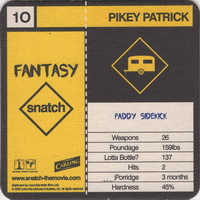 10
PIKEY PATRICK
FANTASY
snatch
PADDY SIDEKICK
Weapons 26
Poundage 159lbs
Lotta Bottle? 137
Hits 2
Porridge 3 months
Hardness 45%
CARLING
www.snatch-themovie.com